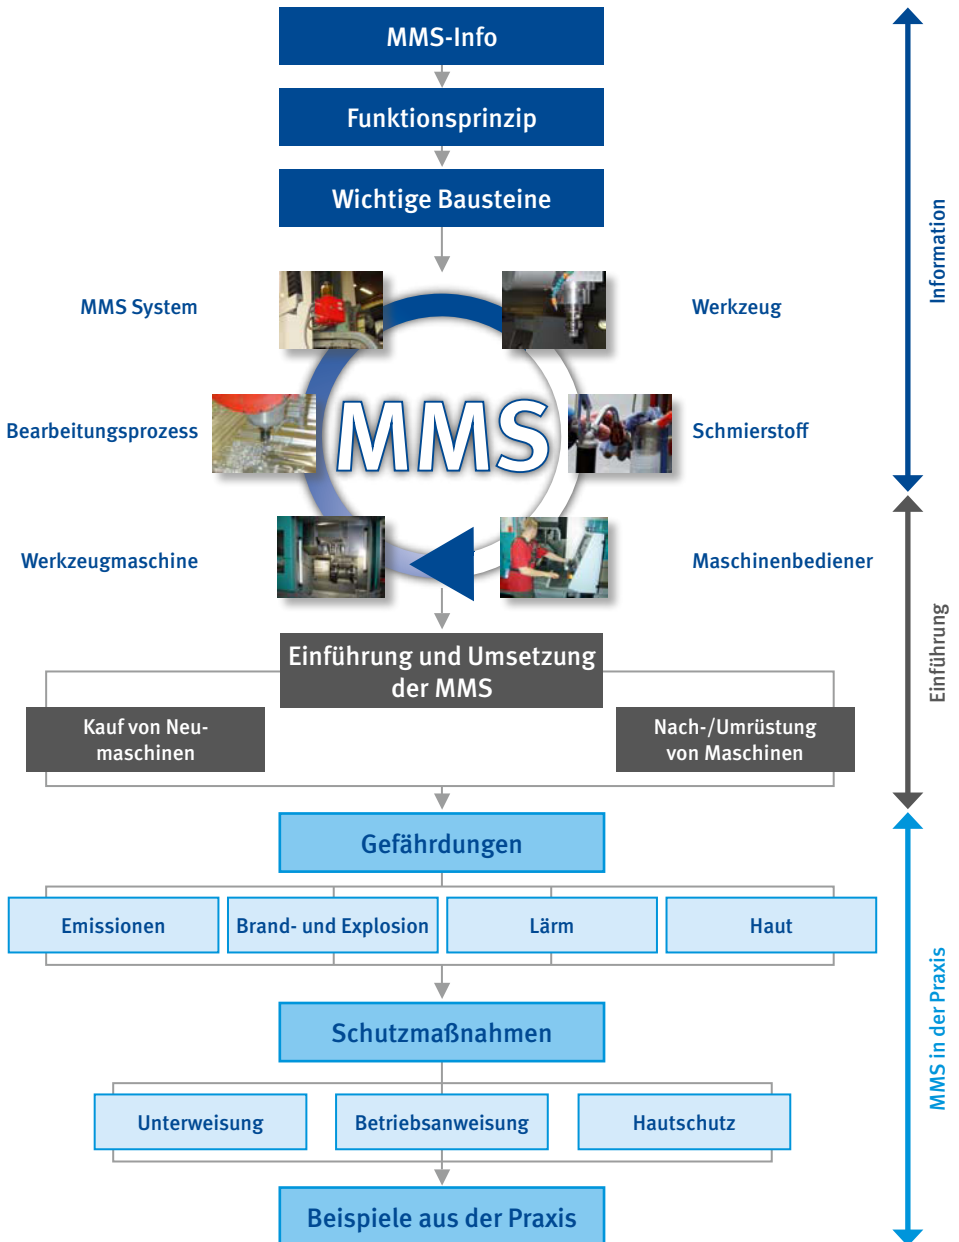 MMS-Info
Funktionsprinzip
Wichtige Bausteine
MMS System
Werkzeug
Bearbeitungsprozess
MMS
Schmierstoff
Werkzeugmaschine
Maschinenbediener
Einführung und Umsetzung
der MMS
Kauf von Neu-
maschinen
Nach-/Umrüstung
von Maschinen
Gefährdungen
Emissionen
Brand- und Explosion
Lärm
Haut
Schutzmaßnahmen
Unterweisung
Betriebsanweisung
Hautschutz
Beispiele aus der Praxis
Information
Einführung
MMS in der Praxis